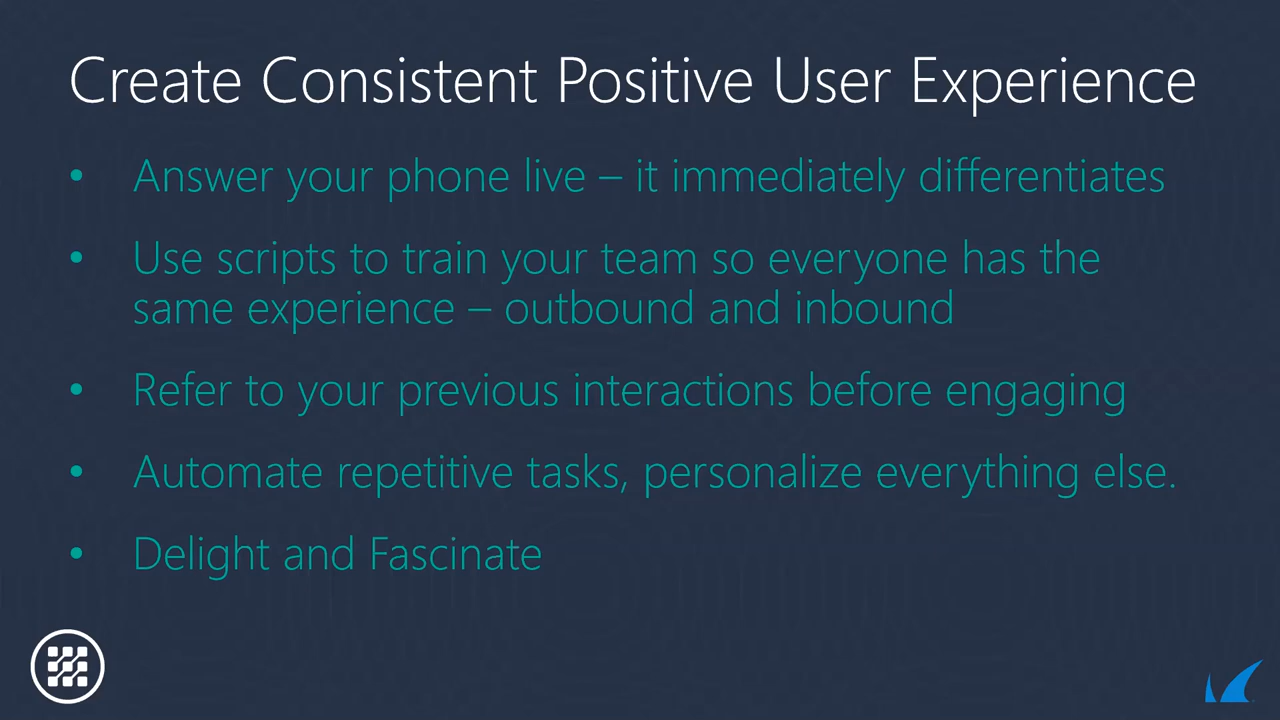 Create Consistent Positive User Experience
• Answer your phone live – it immediately differentiates
• Use scripts to train your team so everyone has the
same experience – outbound and inbound
• Refer to your previous interactions before engaging
• Automate repetitive tasks, personalize everything else.
• Delight and Fascinate